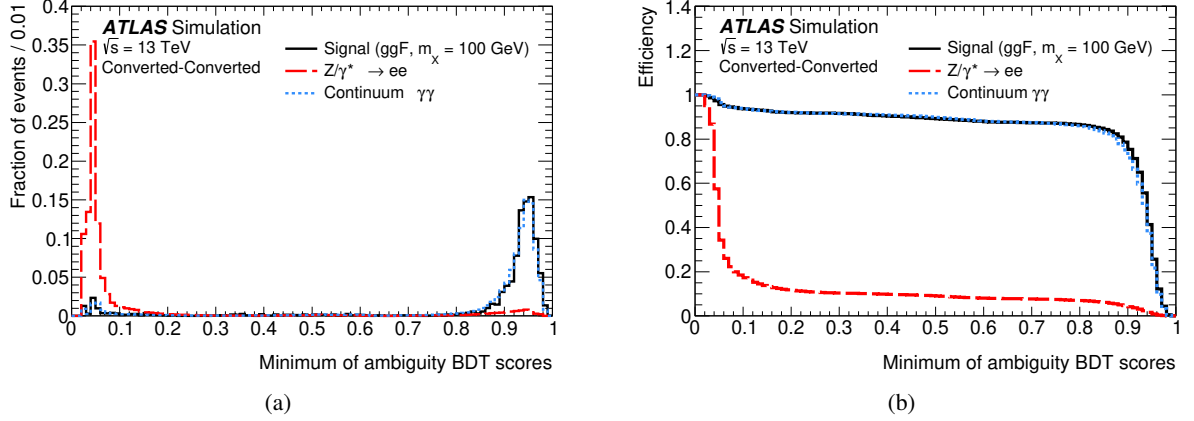 Fraction of events / 0.01
0.4
0.35
0.3
0.25
0.2
0.15
0.1
0.05
0
ATLAS Simulation
√s = 13 TeV
Converted-Converted
Signal (ggF, mX = 100 GeV)
Z/γ* → ee
Continuum γγ
0 0.1 0.2 0.3 0.4 0.5 0.6 0.7 0.8 0.9 1
Minimum of ambiguity BDT scores
(a)
Efficiency
1.4
1.2
1
0.8
0.6
0.4
0.2
0
ATLAS Simulation
√s = 13 TeV
Converted-Converted
Signal (ggF, mX = 100 GeV)
Z/γ* → ee
Continuum γγ
0 0.1 0.2 0.3 0.4 0.5 0.6 0.7 0.8 0.9 1
Minimum of ambiguity BDT scores
(b)